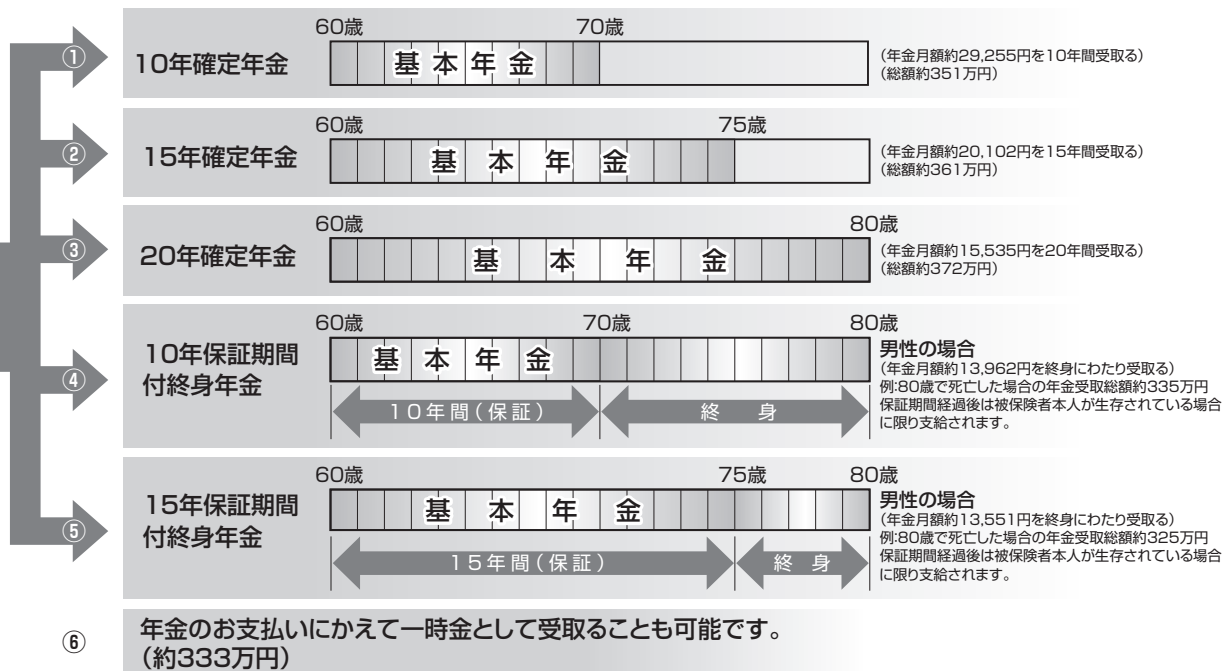 60歳 70歳
① 10年確定年金 基本年金 (年金月額約29,255円を10年間受取る)
(総額約351万円)
60歳 75歳
② 15年確定年金 基本年金 (年金月額約20,102円を15年間受取る)
(総額約361万円)
60歳 80歳
③ 20年確定年金 基本年金 (年金月額約15,535円を20年間受取る)
(総額約372万円)
60歳 70歳 80歳
④ 10年保証期間
付終身年金
基本年金
10年間(保証) 終身
男性の場合
(年金月額約13,962円を終身にわたり受取る)
例:80歳で死亡した場合の年金受取総額約335万円
保証期間経過後は被保険者本人が生存されている場合
に限り支給されます。
60歳 75歳 80歳
⑤ 15年保証期間
付終身年金
基本年金
15年間(保証) 終身
男性の場合
(年金月額約13,551円を終身にわたり受取る)
例:80歳で死亡した場合の年金受取総額約325万円
保証期間経過後は被保険者本人が生存されている場合
に限り支給されます。
⑥ 年金のお支払いにかえて一時金として受取ることも可能です。
(約333万円)